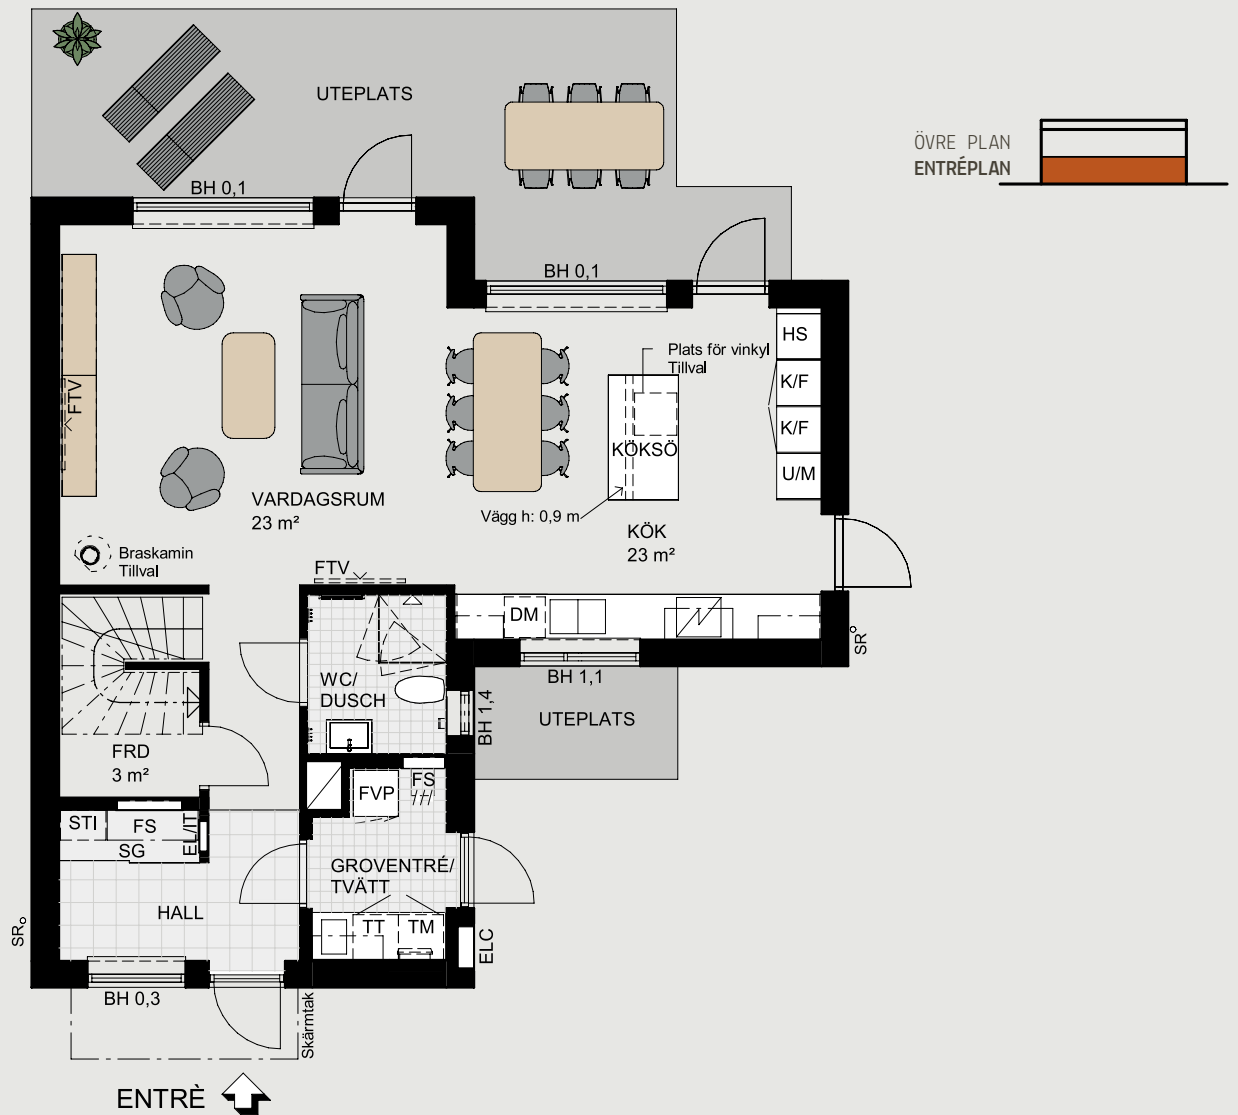 UTEPLATS
ÖVRE PLAN
ENTRÉPLAN
BH 0,1
BH 0,1
HS
Plats för vinkyl
Tillval
K/F
FTV
K/F
KÖKSÖ
U/M
VARDAGSRUM
23 m²
Vägg h: 0,9 m
KÖK
23 m²
Braskamin
Tillval
FTV
DM
SR
WC/
DUSCH
BH 1,1
BH 1,4
UTEPLATS
FRD
3 m²
FVP
FS
STI
FS
EL/IT
SG
GROVENTRÉ/
TVÄTT
HALL
TT
TM
SR
ELC
BH 0,3
Skärmtak
ENTRÈ